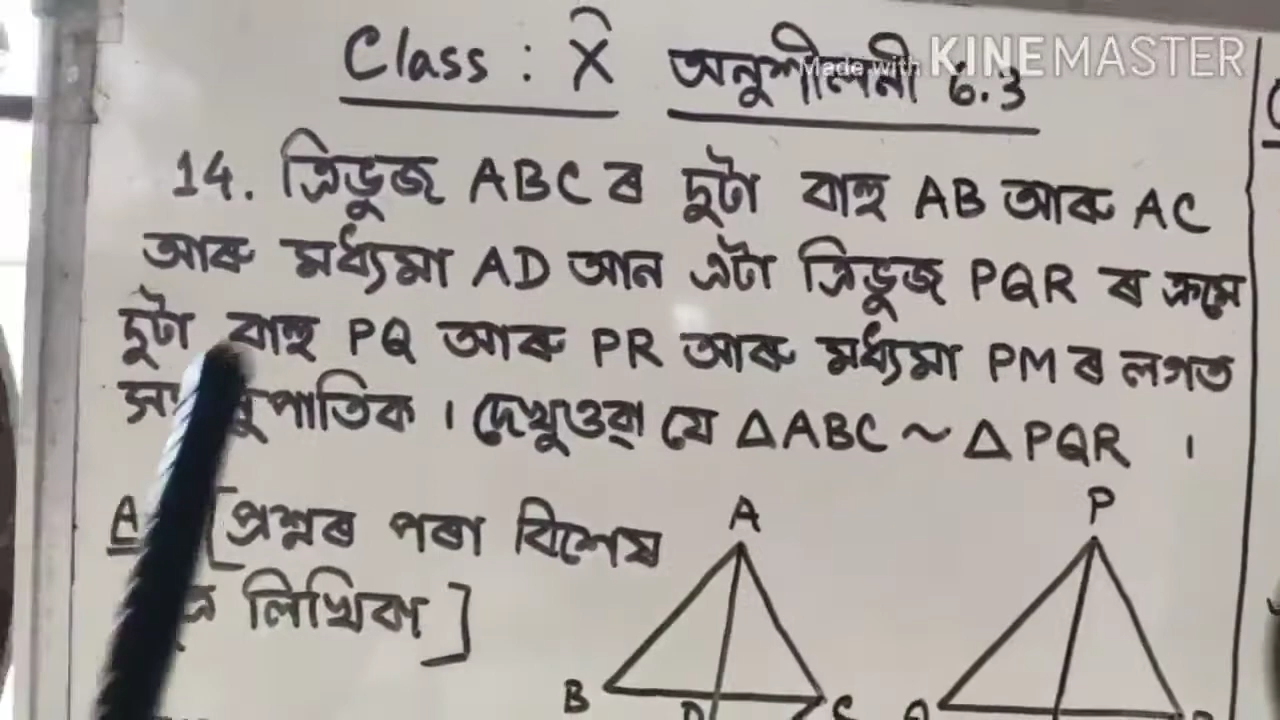 Class : X অনুশীলনী 6.3
Made with KINEMASTER
14. ত্ৰিভুজ ABC ৰ দুটা বাহু AB আৰু AC
আৰু মধ্যমা AD আন এটা ত্ৰিভুজ PQR ৰ ক্ৰমে
দুটা বাহু PQ আৰু PR আৰু মধ্যমা PM ৰ লগত
দেখুওৱা যে ΔABC ~ ΔPQR ।
[প্ৰশ্নৰ পৰা বিশেষ
লিখিবা]
A P
B D C Q